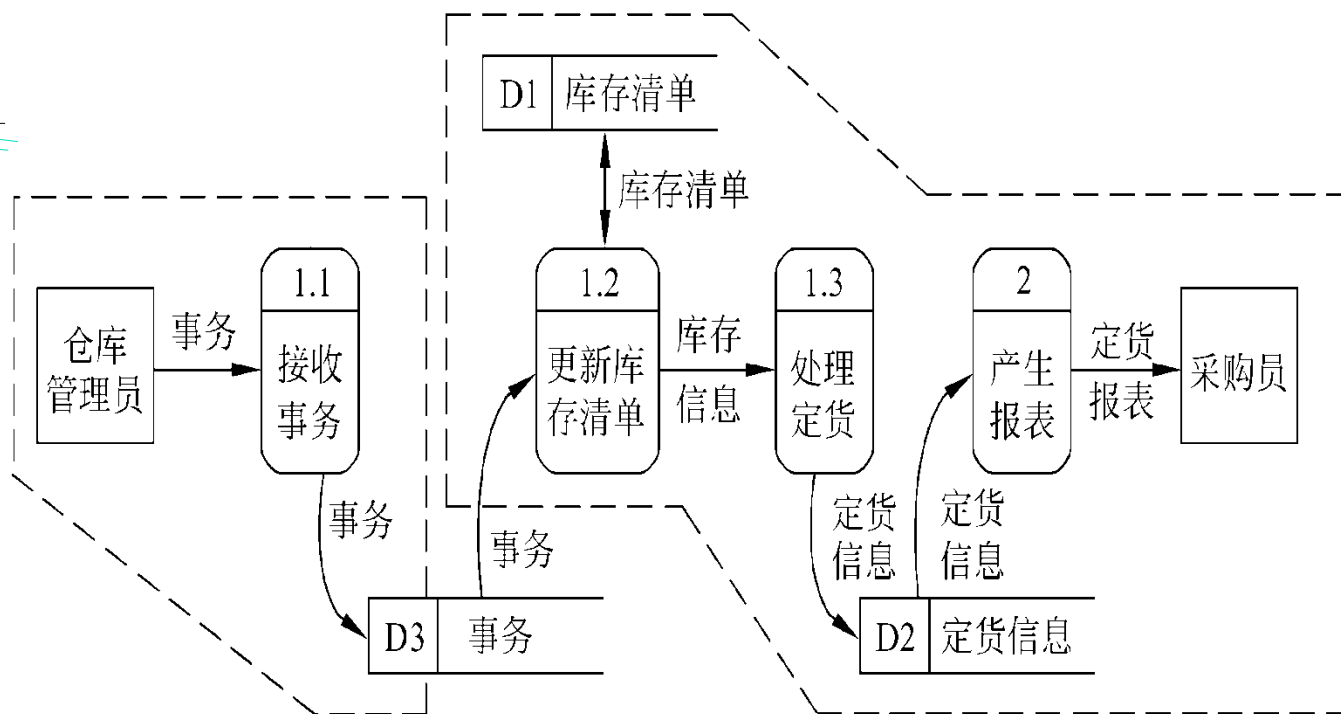 D1 库存清单
库存清单
仓库
管理员
事务
1.1
接收
事务
1.2
更新库
存清单
库存
信息
1.3
处理
定货
2
产生
报表
定货
报表
采购员
事务
事务
定货
信息
定货
信息
D3 事务
D2 定货信息